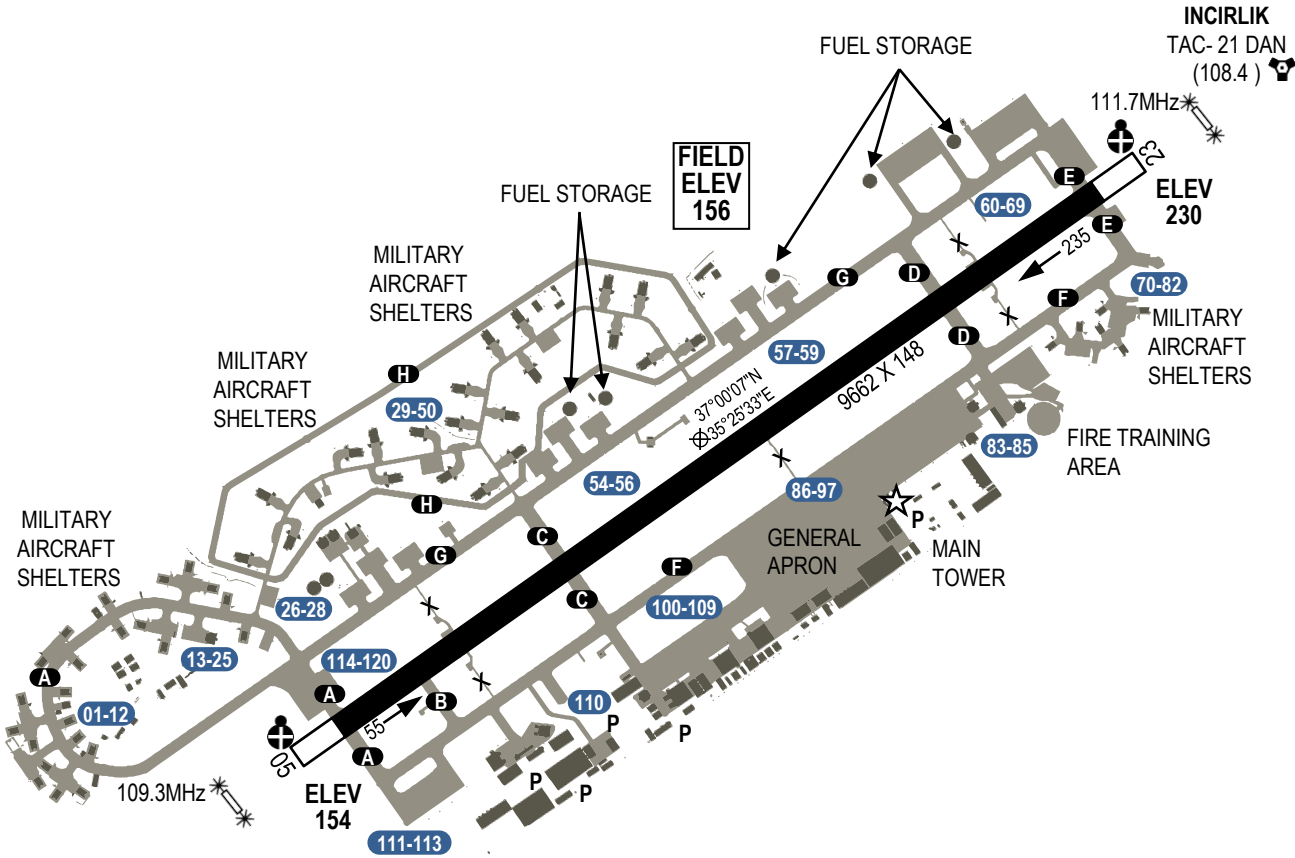 INCIRLIK
TAC- 21 DAN
(108.4 )
111.7MHz
FUEL STORAGE
23
ELEV
230
FIELD
ELEV
156
FUEL STORAGE
E
E
60-69
235
70-82
F
MILITARY
AIRCRAFT
SHELTERS
D
D
G
MILITARY
AIRCRAFT
SHELTERS
57-59
9662 X 148
37°00'07"N
35°25'33"E
H
MILITARY
AIRCRAFT
SHELTERS
29-50
83-85
FIRE TRAINING
AREA
54-56
86-97
H
P
MAIN
TOWER
GENERAL
APRON
MILITARY
AIRCRAFT
SHELTERS
C
C
G
F
100-109
26-28
13-25
114-120
A
A
A
B
55
01-12
110
P
P
P
P
05
109.3MHz
ELEV
154
111-113
X
X
X
X
X